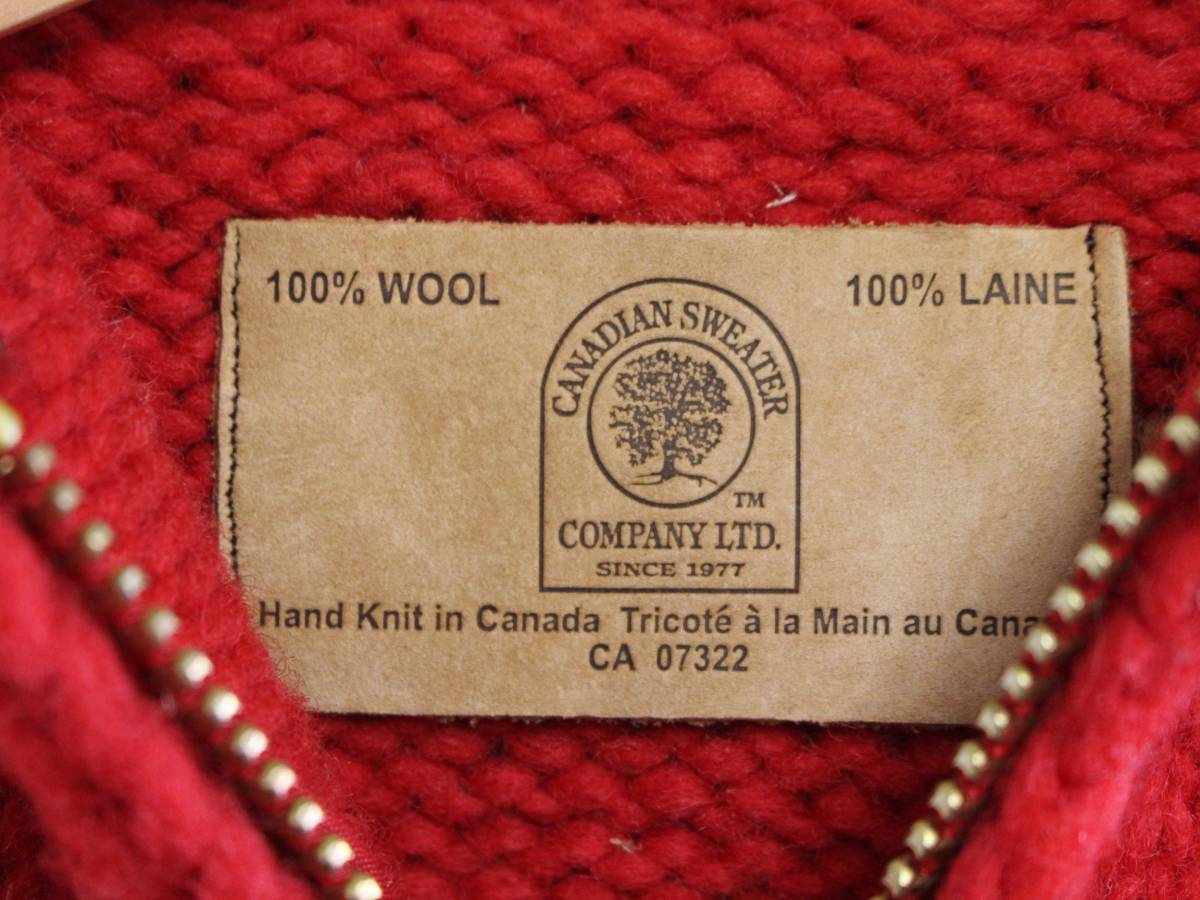 100% WOOL
100% LAINE
CANADIAN SWEATER
TM
COMPANY LTD.
SINCE 1977
Hand Knit in Canada Tricoté à la Main au Cana
CA 07322